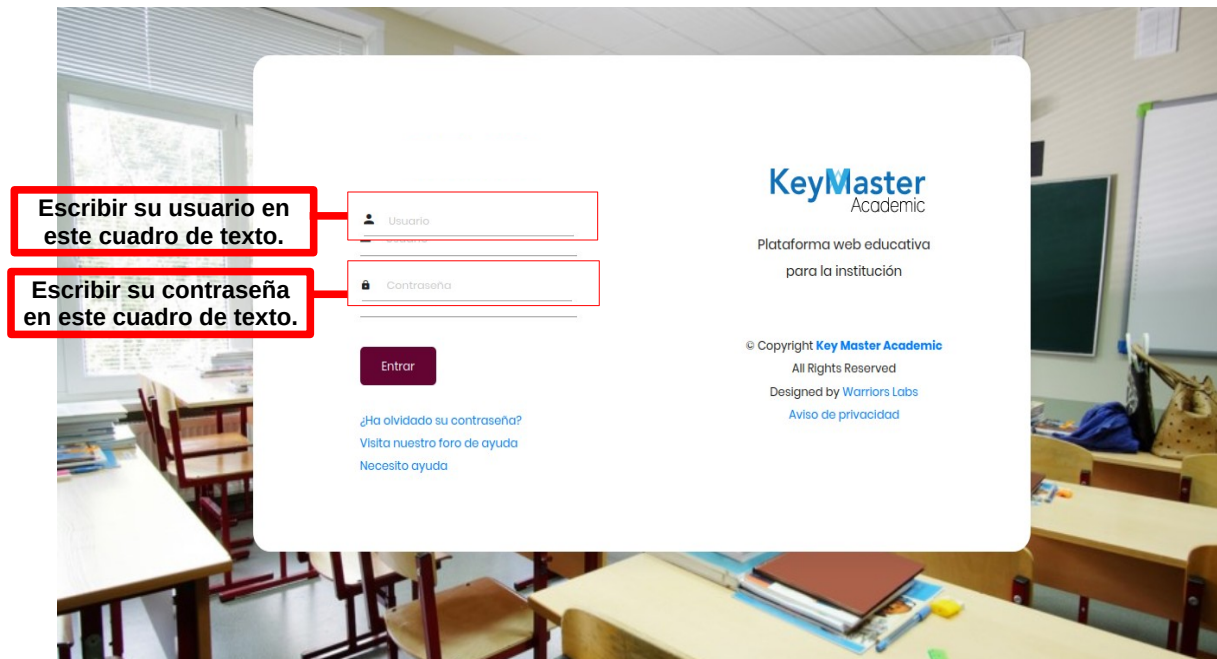 Escribir su usuario en
este cuadro de texto.
Usuario
Escribir su contraseña
en este cuadro de texto.
Contraseña
Entrar
¿Ha olvidado su contraseña?
Visita nuestro foro de ayuda
Necesito ayuda
KeyMaster
Academic
Plataforma web educativa
para la institución
© Copyright Key Master Academic
All Rights Reserved
Designed by Warriors Labs
Aviso de privacidad